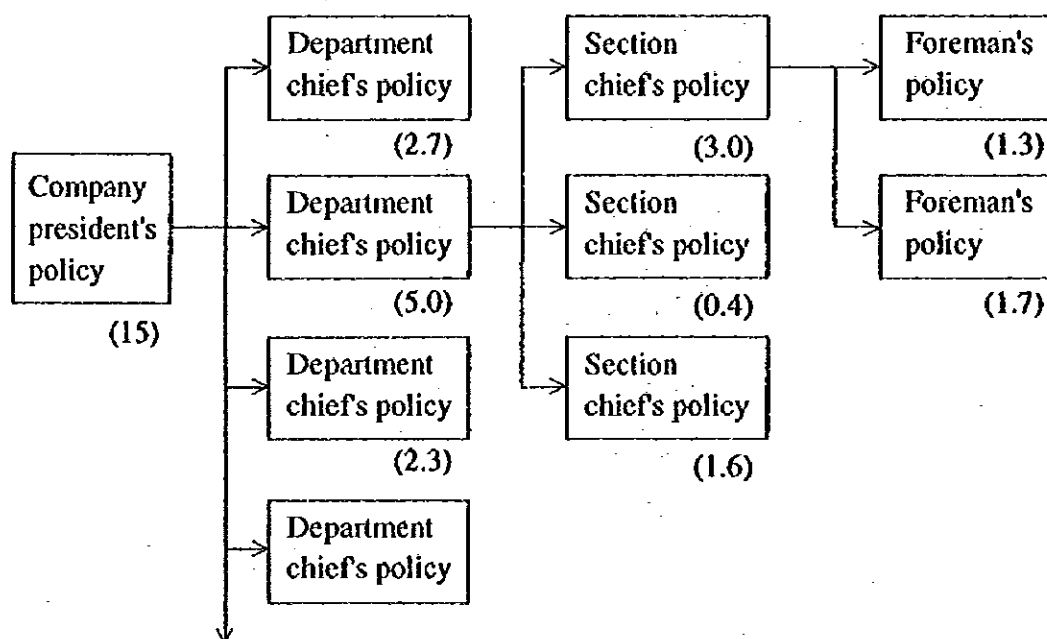 Department
chief's policy
(2.7)
Section
chief's policy
(3.0)
Foreman's
policy
(1.3)
Company
president's
policy
(15)
Department
chief's policy
(5.0)
Section
chief's policy
(0.4)
Foreman's
policy
(1.7)
Department
chief's policy
(2.3)
Section
chief's policy
(1.6)
Department
chief's policy